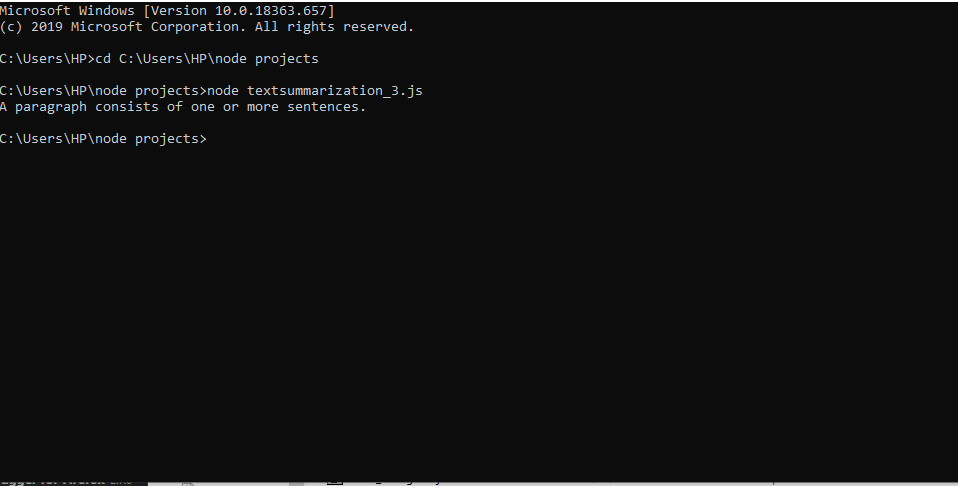 Microsoft Windows [Version 10.0.18363.657]
(c) 2019 Microsoft Corporation. All rights reserved.
C:\Users\HP>cd C:\Users\HP\node projects
C:\Users\HP\node projects>node textsummarization_3.js
A paragraph consists of one or more sentences.
C:\Users\HP\node projects>